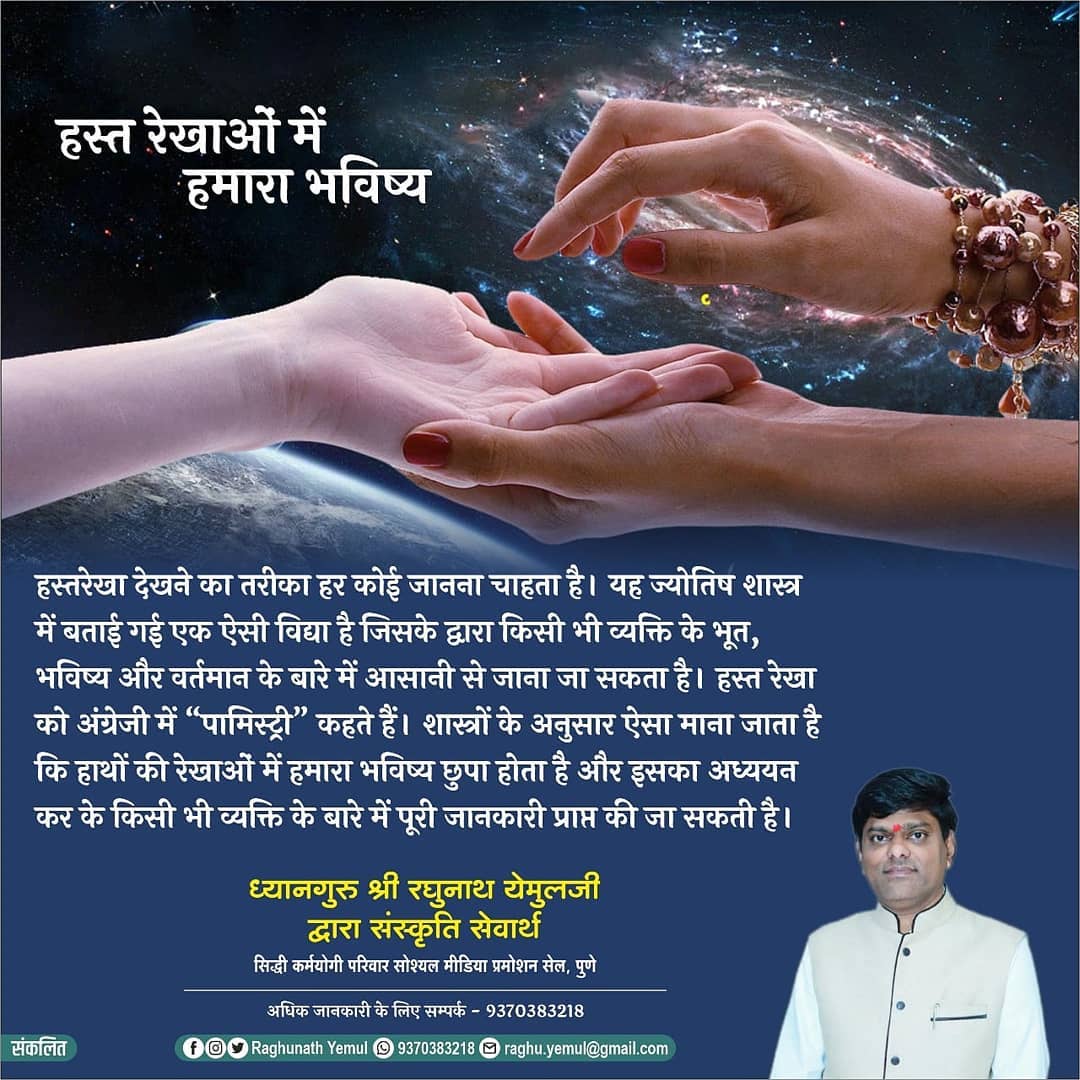 हस्त रेखाओं में
हमारा भविष्य
हस्तरेखा देखने का तरीका हर कोई जानना चाहता है। यह ज्योतिष शास्त्र
में बताई गई एक ऐसी विद्या है जिसके द्वारा किसी भी व्यक्ति के भूत,
भविष्य और वर्तमान के बारे में आसानी से जाना जा सकता है। हस्त रेखा
को अंग्रेजी में “पामिस्ट्री” कहते हैं। शास्त्रों के अनुसार ऐसा माना जाता है
कि हाथों की रेखाओं में हमारा भविष्य छुपा होता है और इसका अध्ययन
कर के किसी भी व्यक्ति के बारे में पूरी जानकारी प्राप्त की जा सकती है।
ध्यानगुरु श्री रघुनाथ येमुलजी
द्वारा संस्कृति सेवार्थ
सिद्धी कर्मयोगी परिवार सोश्यल मीडिया प्रमोशन सेल, पुणे
अधिक जानकारी के लिए सम्पर्क - 9370383218
संकलित
Raghunath Yemul 9370383218 raghu.yemul@gmail.com